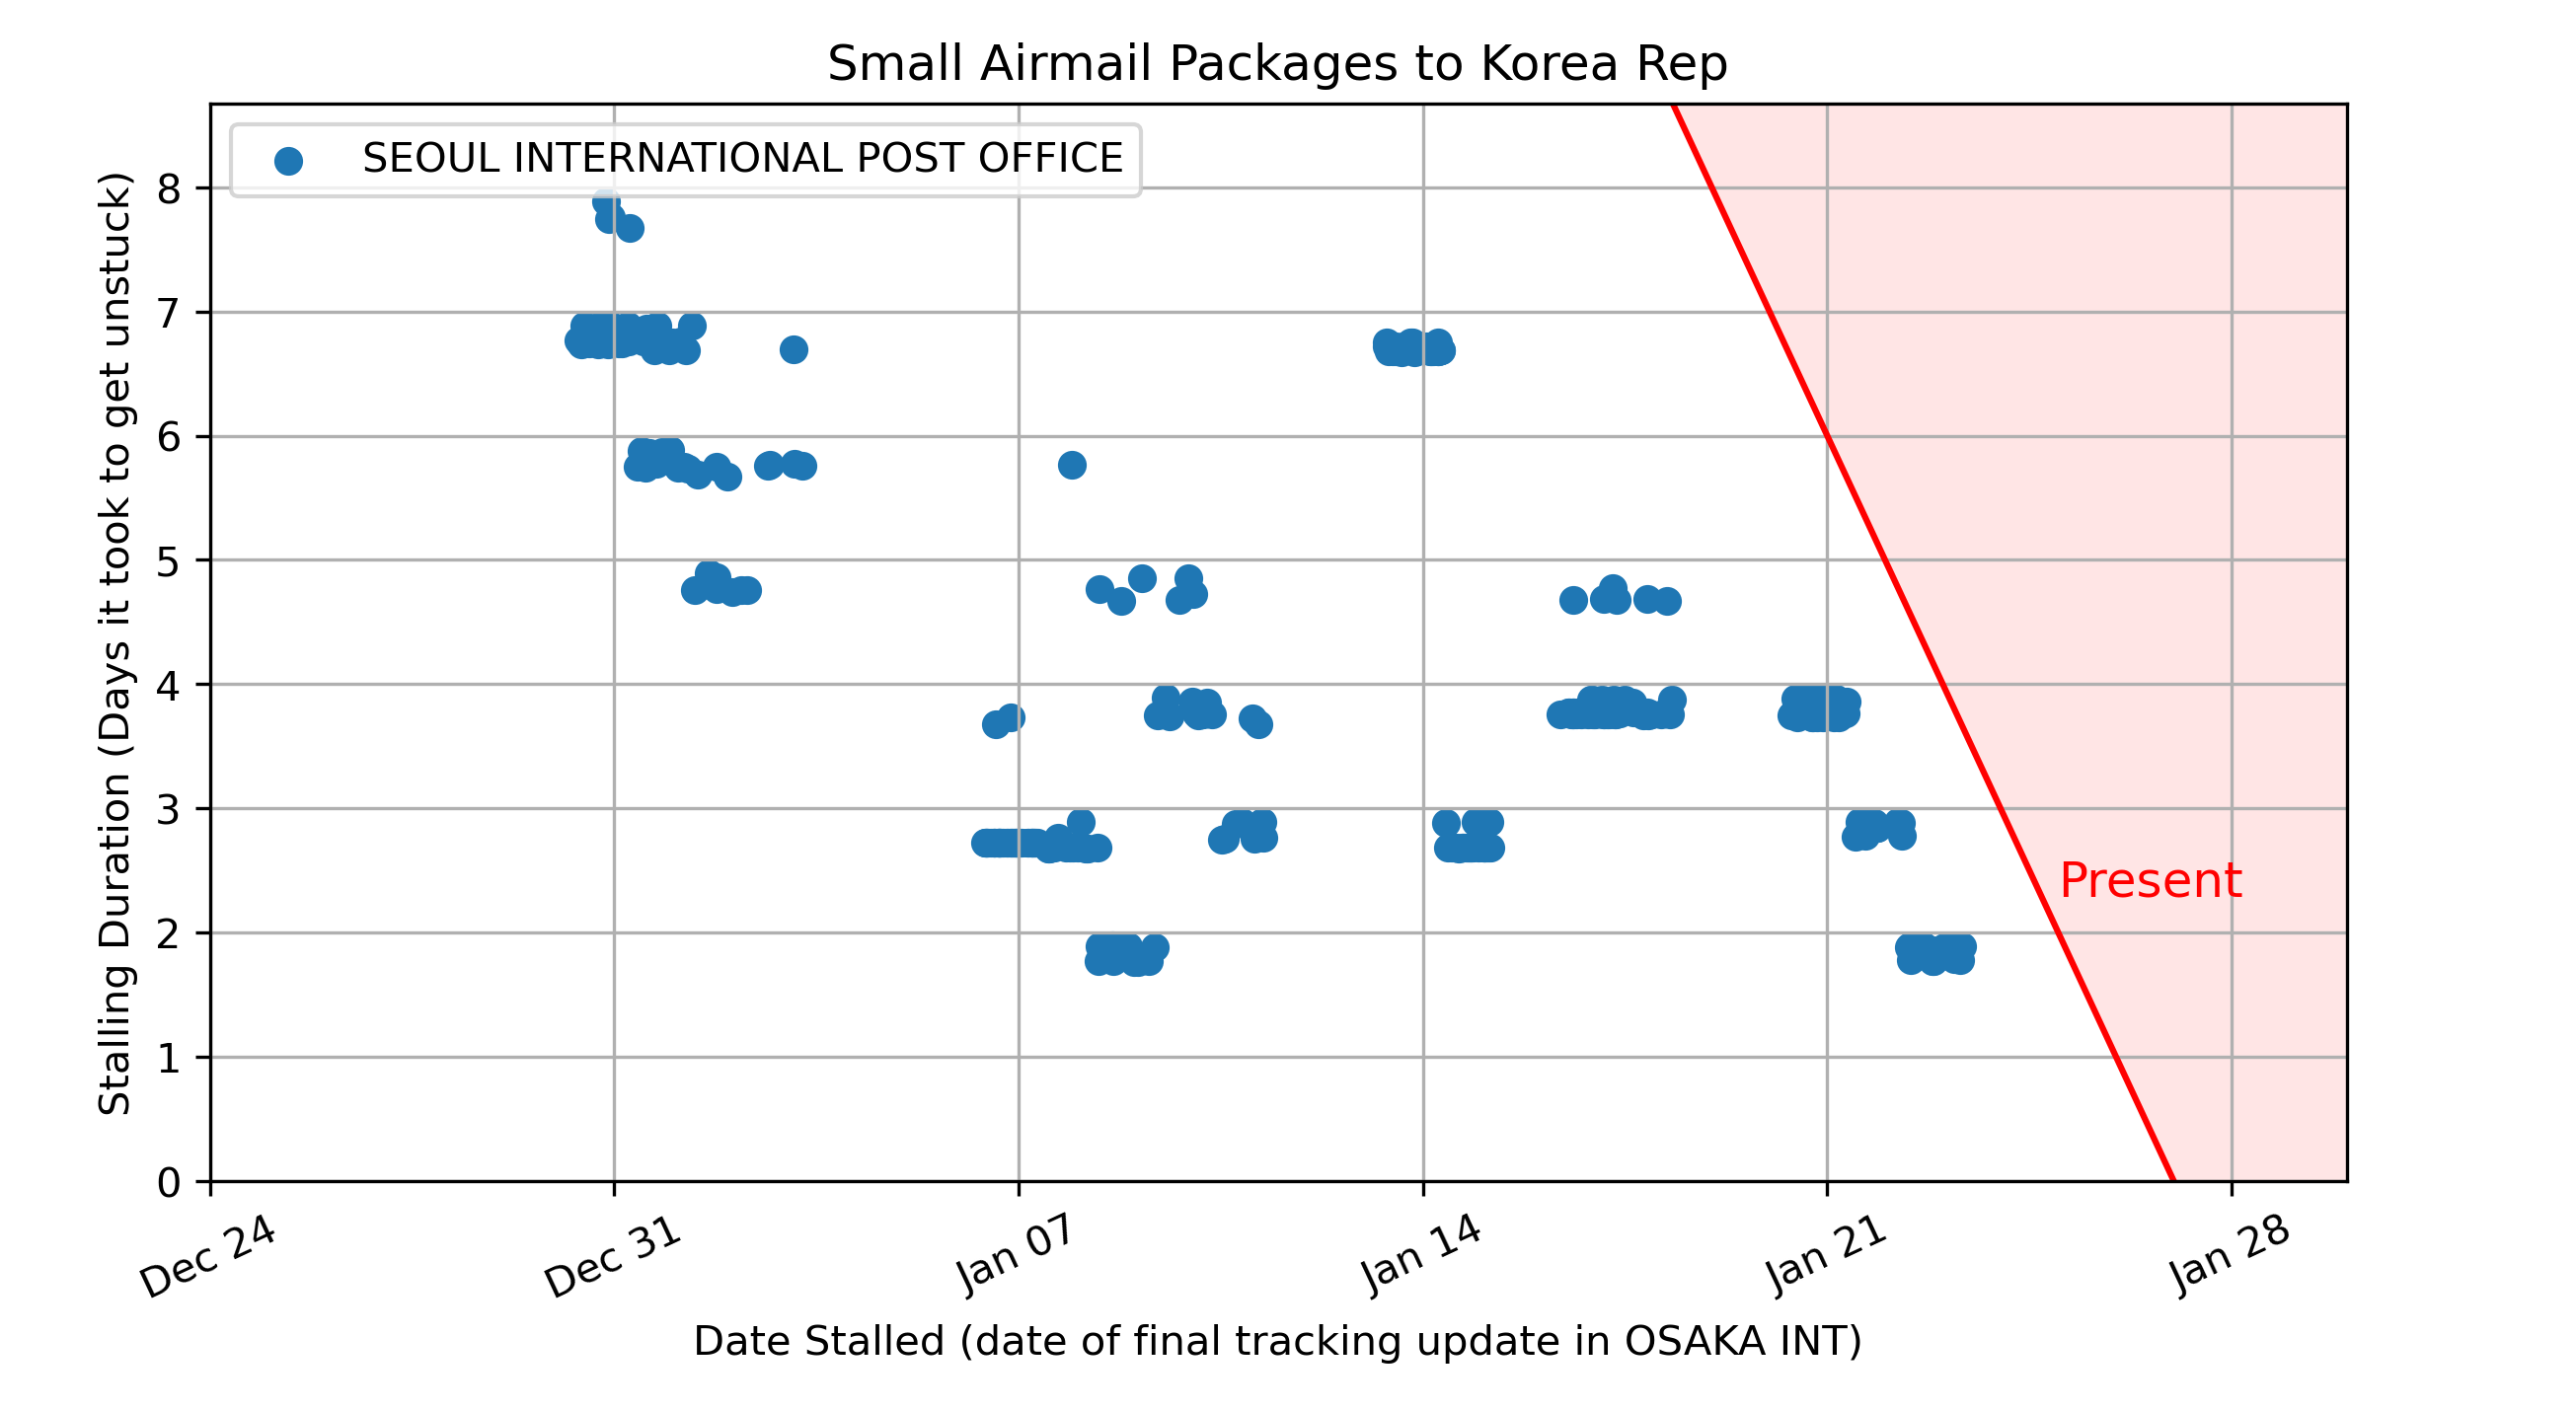 Small Airmail Packages to Korea Rep
SEOUL INTERNATIONAL POST OFFICE
Stalling Duration (Days it took to get unstuck)
8
7
6
5
4
3
2
1
0
Present
Dec 24
Dec 31
Jan 07
Jan 14
Jan 21
Jan 28
Date Stalled (date of final tracking update in OSAKA INT)